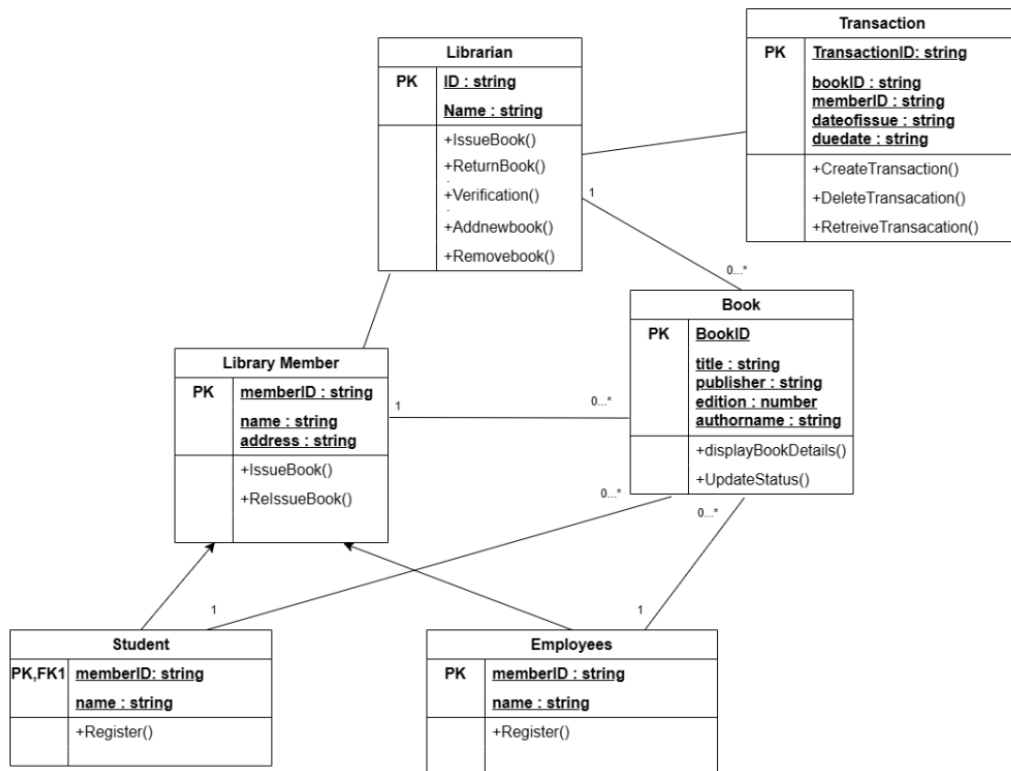 Transaction
PK
TransactionID: string
bookID : string
memberID : string
dateofissue : string
duedate : string
+CreateTransaction()
+DeleteTransacation()
+RetreiveTransacation()
Librarian
PK
ID : string
Name : string
+IssueBook()
+ReturnBook()
+Verification()
+Addnewbook()
+Removebook()
1
0...*
Book
PK
BookID
title : string
publisher : string
edition : number
authorname : string
+displayBookDetails()
+UpdateStatus()
Library Member
PK
memberID : string
name : string
address : string
+IssueBook()
+ReIssueBook()
1
0...*
0...*
0...*
1
1
Student
PK,FK1
memberID: string
name : string
+Register()
Employees
PK
memberID : string
name : string
+Register()